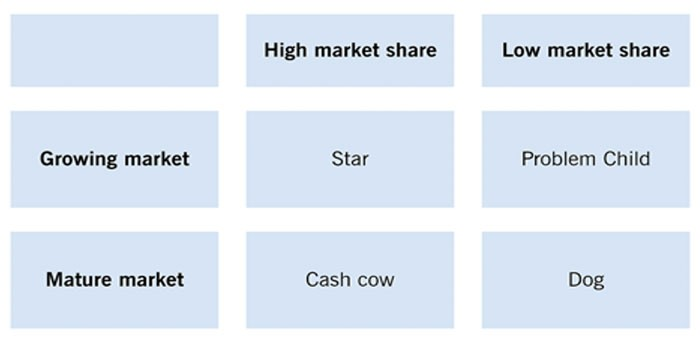 High market share
Low market share
Growing market
Star
Problem Child
Mature market
Cash cow
Dog